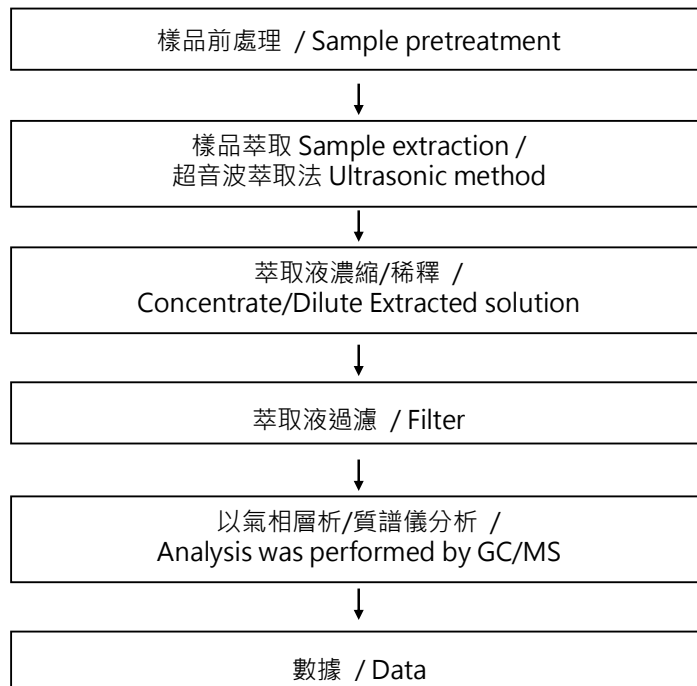 樣品前處理 / Sample pretreatment
樣品萃取 Sample extraction /
超音波萃取法 Ultrasonic method
萃取液濃縮/稀釋 /
Concentrate/Dilute Extracted solution
萃取液過濾 / Filter
以氣相層析/質譜儀分析 /
Analysis was performed by GC/MS
數據 / Data